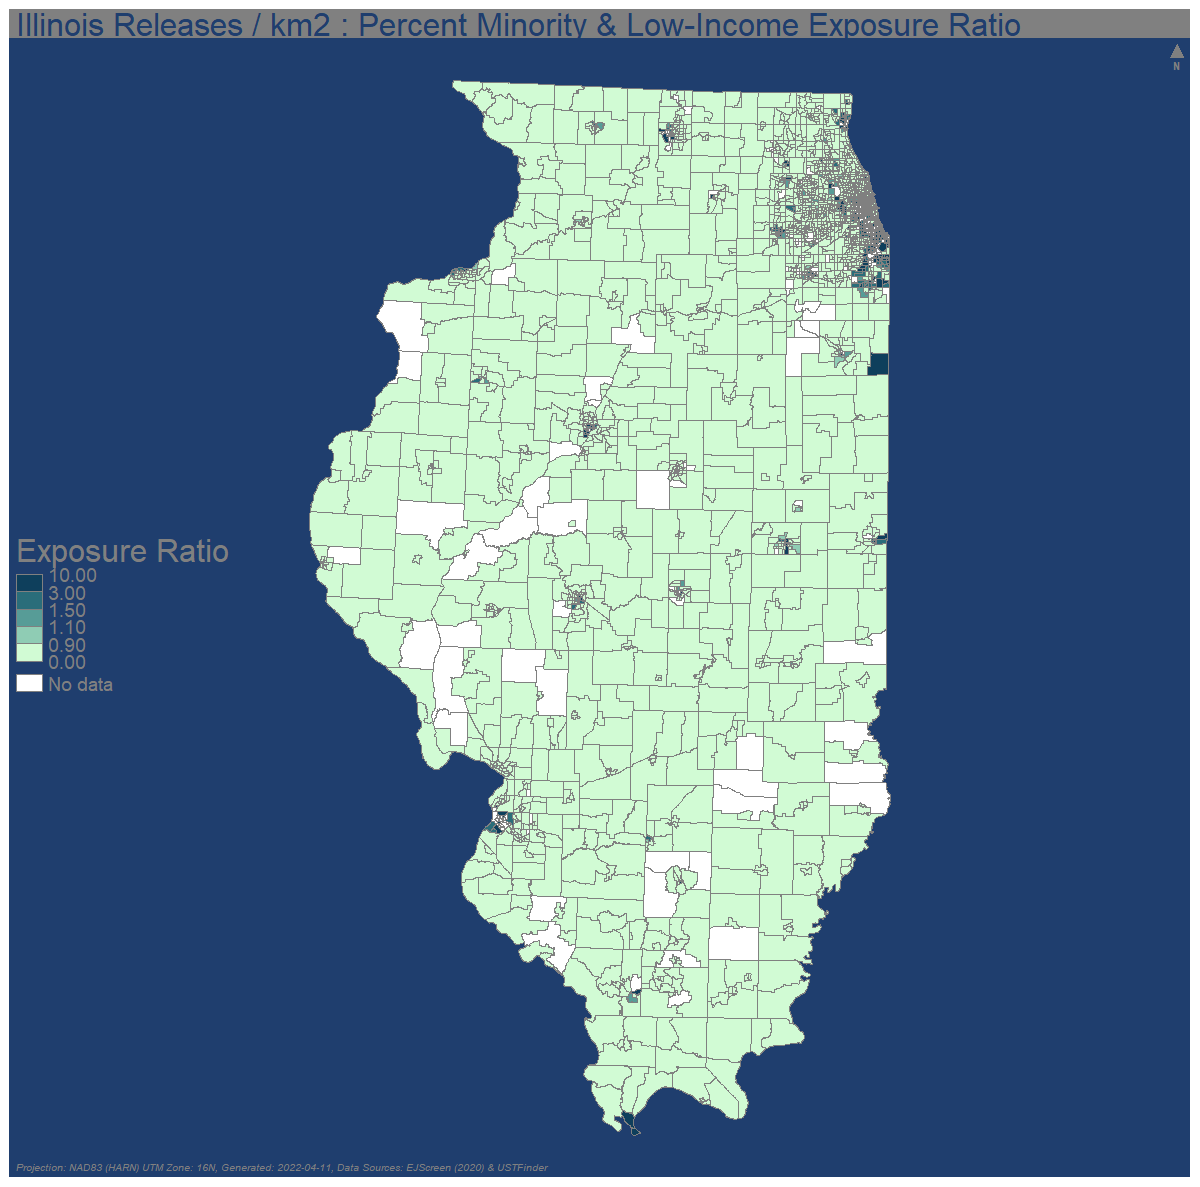 Illinois Releases / km2 : Percent Minority & Low-Income Exposure Ratio
N
Exposure Ratio
10.00
3.00
1.50
1.10
0.90
0.00
No data
Projection: NAD83 (HARN) UTM Zone: 16N, Generated: 2022-04-11, Data Sources: EJScreen (2020) & USTFinder